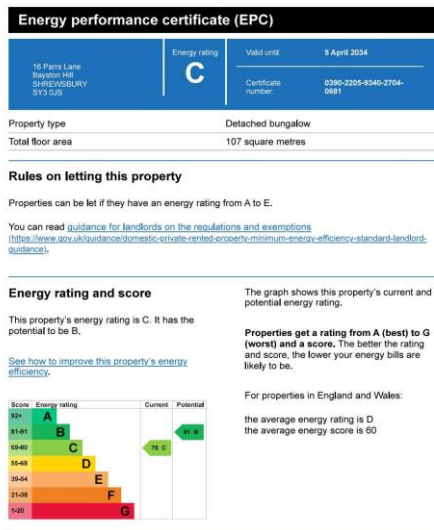 Energy performance certificate (EPC)
16 Parrs Lane
Bayston Hill
SHREWSBURY
SY3 0JS
Energy rating
C
Valid until: 5 April 2034
Certificate number: 0390-2205-9340-2704-
0681
Property type Detached bungalow
Total floor area 107 square metres
Rules on letting this property
Properties can be let if they have an energy rating from A to E.
You can read guidance for landlords on the regulations and exemptions
(https://www.gov.uk/guidance/domestic-private-rented-property-minimum-energy-efficiency-standard-landlord-
guidance).
Energy rating and score
This property's energy rating is C. It has the
potential to be B.
See how to improve this property's energy
efficiency.
Score Energy rating Current Potential
92+ A
81-91 B 91 B
69-80 C 78 C
55-68 D
39-54 E
21-38 F
1-20 G
The graph shows this property's current and
potential energy rating.
Properties get a rating from A (best) to G
(worst) and a score. The better the rating
and score, the lower your energy bills are
likely to be.
For properties in England and Wales:
the average energy rating is D
the average energy score is 60